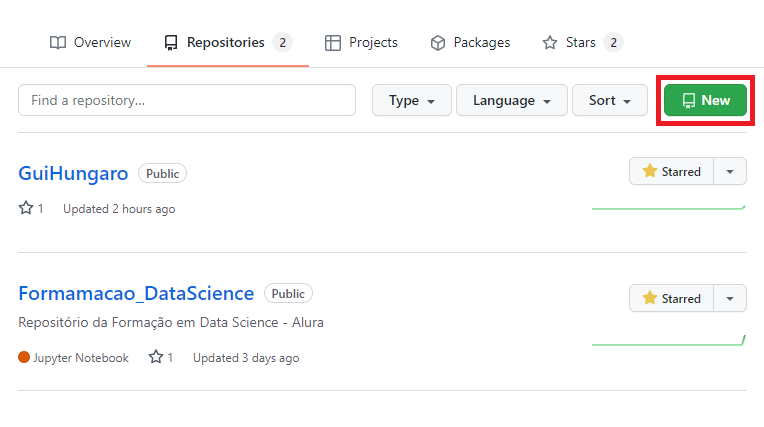 Overview Repositories 2 Projects Packages Stars 2
Find a repository... Type Language Sort New
GuiHungaro Public Starred
1 Updated 2 hours ago
Formamacao_DataScience Public Starred
Repositório da Formação em Data Science - Alura
Jupyter Notebook 1 Updated 3 days ago